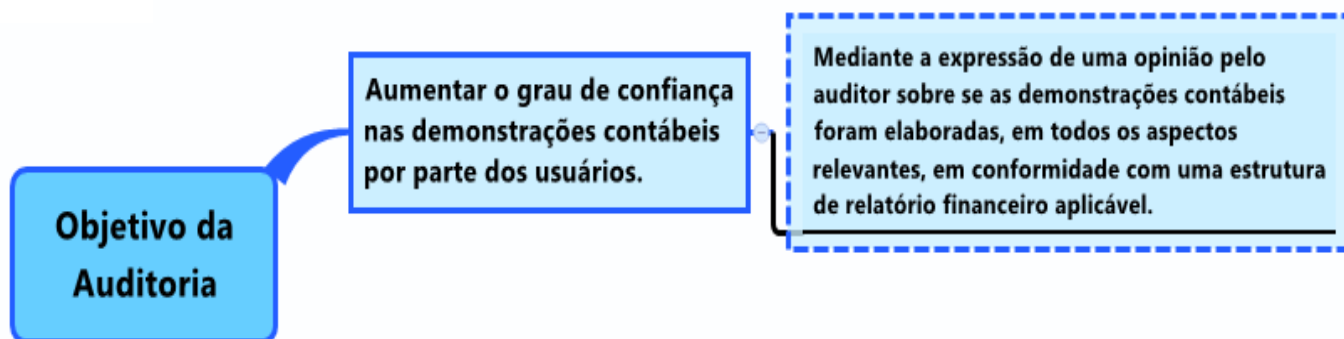 Objetivo da
Auditoria
Aumentar o grau de confiança
nas demonstrações contábeis
por parte dos usuários.
Mediante a expressão de uma opinião pelo
auditor sobre se as demonstrações contábeis
foram elaboradas, em todos os aspectos
relevantes, em conformidade com uma estrutura
de relatório financeiro aplicável.